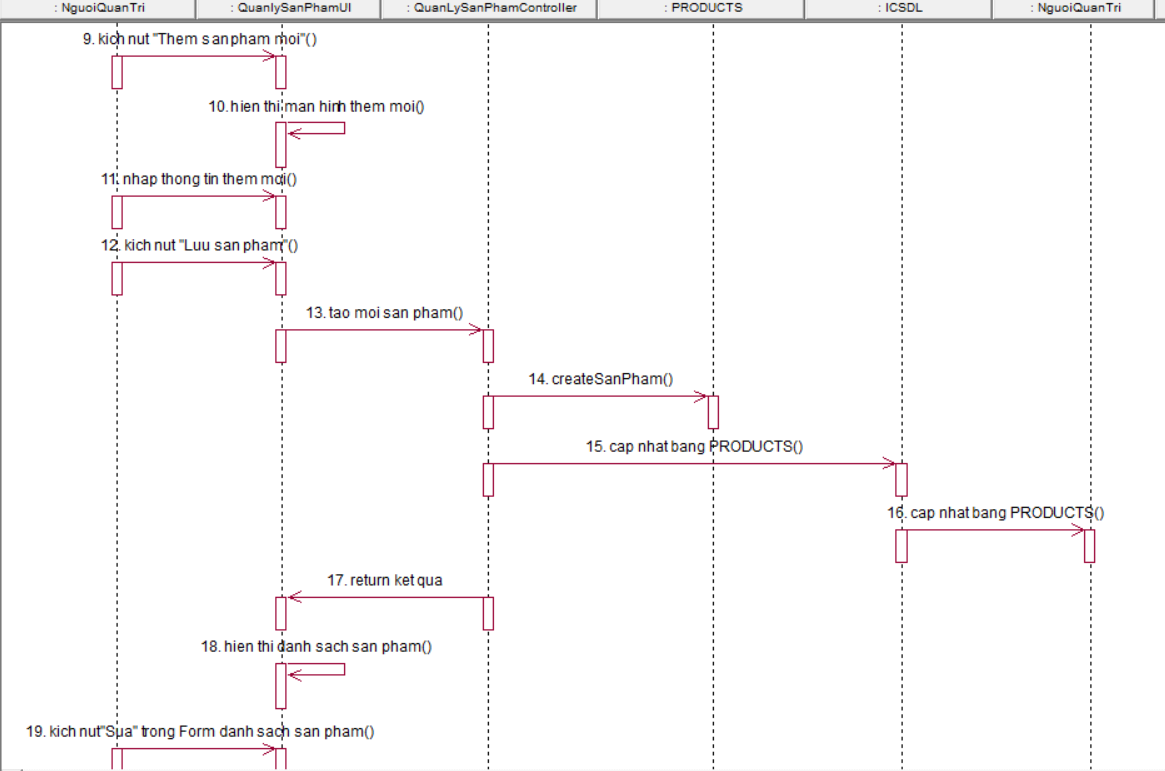 : NguoiQuanTri : QuanlySanPhamUI : QuanLySanPhamController : PRODUCTS : ICSDL : NguoiQuanTri
9. kich nut "Them san pham moi"()
10. hien thi man hinh them moi()
11. nhap thong tin them moi()
12. kich nut "Luu san pham"()
13. tao moi san pham()
14. createSanPham()
15. cap nhat bang PRODUCTS()
16. cap nhat bang PRODUCTS()
17. return ket qua
18. hien thi danh sach san pham()
19. kich nut"Sua" trong Form danh sach san pham()